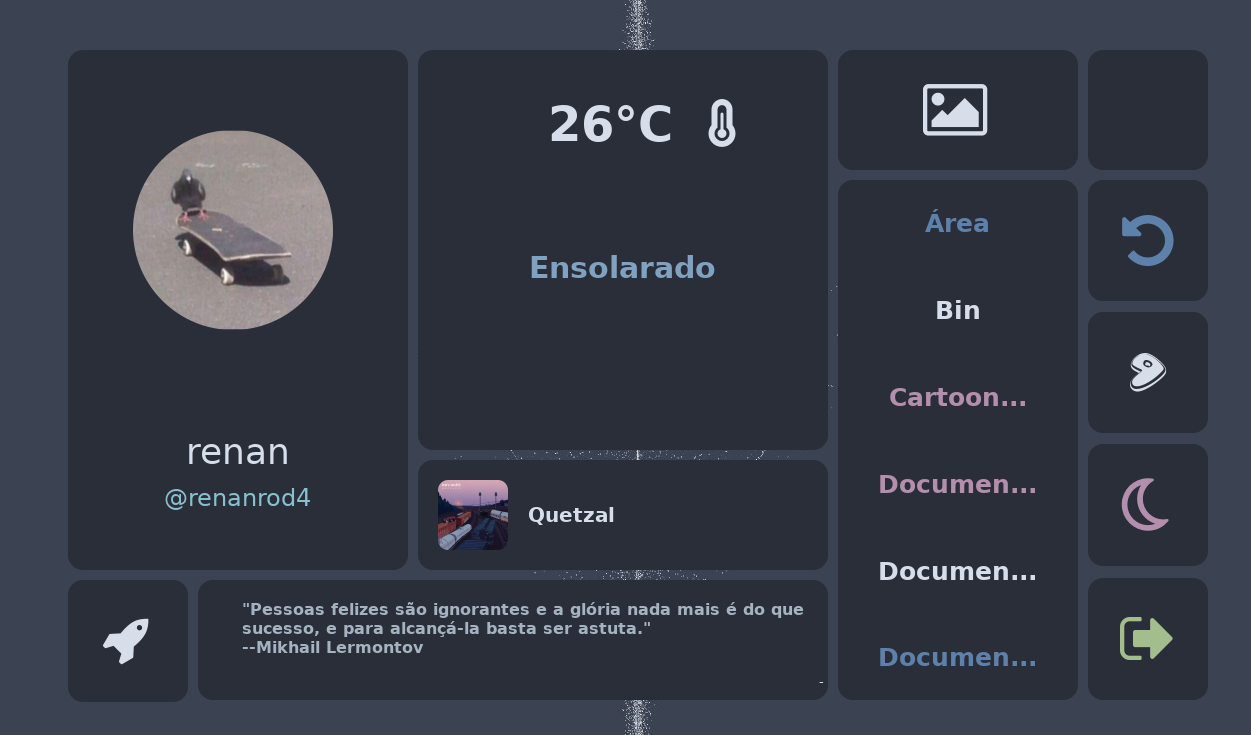 26°C
Ensolarado
renan
@renanrod4
Quetzal
"Pessoas felizes são ignorantes e a glória nada mais é do que
sucesso, e para alcançá-la basta ser astuta."
--Mikhail Lermontov
-
Área
Bin
Cartoon...
Documen...
Documen...
Documen...